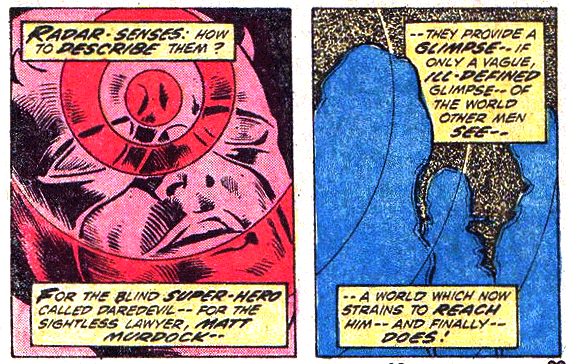 RADAR-SENSES: HOW
TO DESCRIBE THEM?
FOR THE BLIND SUPER-HERO
CALLED DAREDEVIL-- FOR THE
SIGHTLESS LAWYER, MATT
MURDOCK--
--THEY PROVIDE A
GLIMPSE-- IF
ONLY A VAGUE,
ILL-DEFINED
GLIMPSE-- OF
THE WORLD
OTHER MEN
SEE--
--A WORLD WHICH NOW
STRAINS TO REACH
HIM-- AND FINALLY--
DOES!